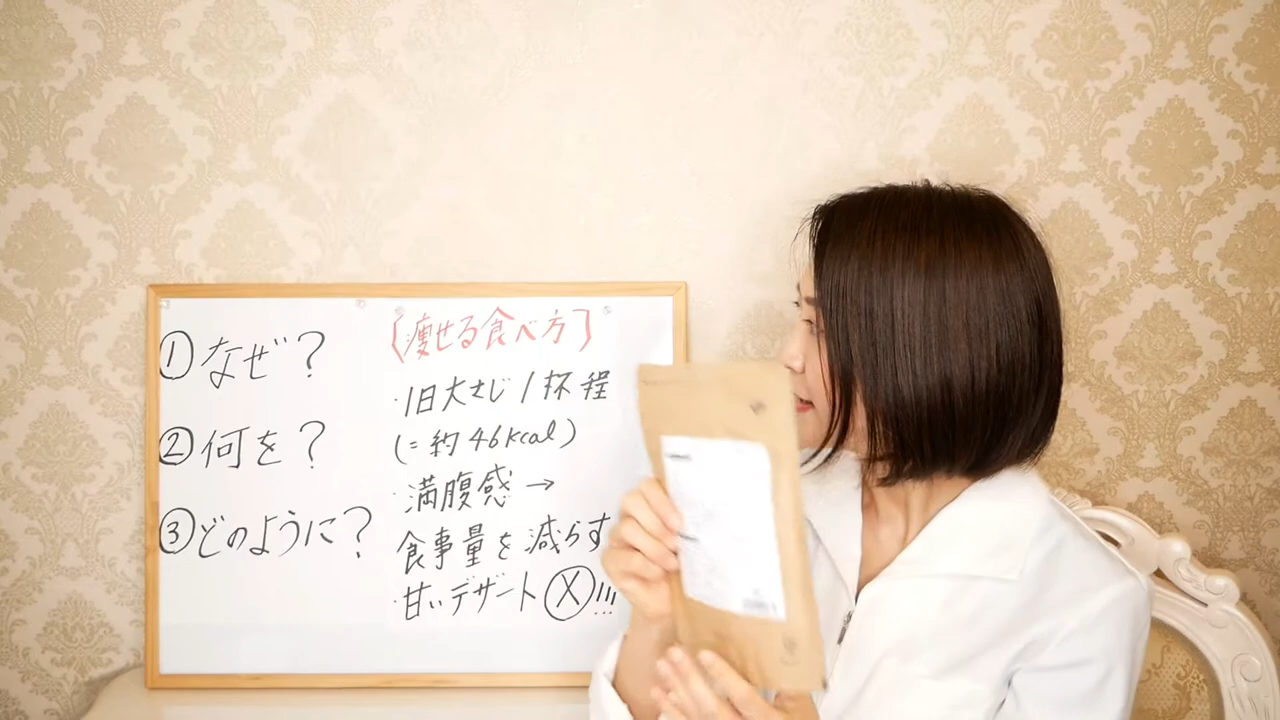 ①なぜ?
②何を?
③どのように?
【痩せる食べ方】
・1日大さじ1杯程
(=約46kcal)
・満腹感→
食事量を減らす
・甘いデザートⓍ!!!